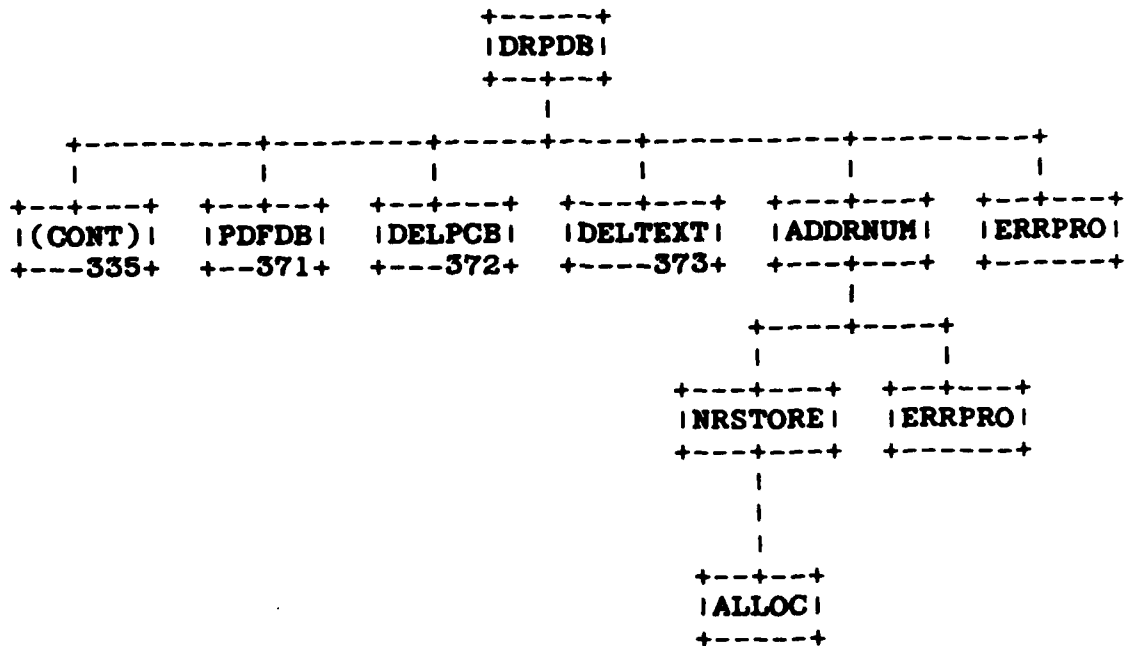 DRPDB
(CONT) PDFDB DELPCB DELTEXT ADDRNUM ERRPRO
335 371 372 373
NRSTORE ERRPRO
ALLOC